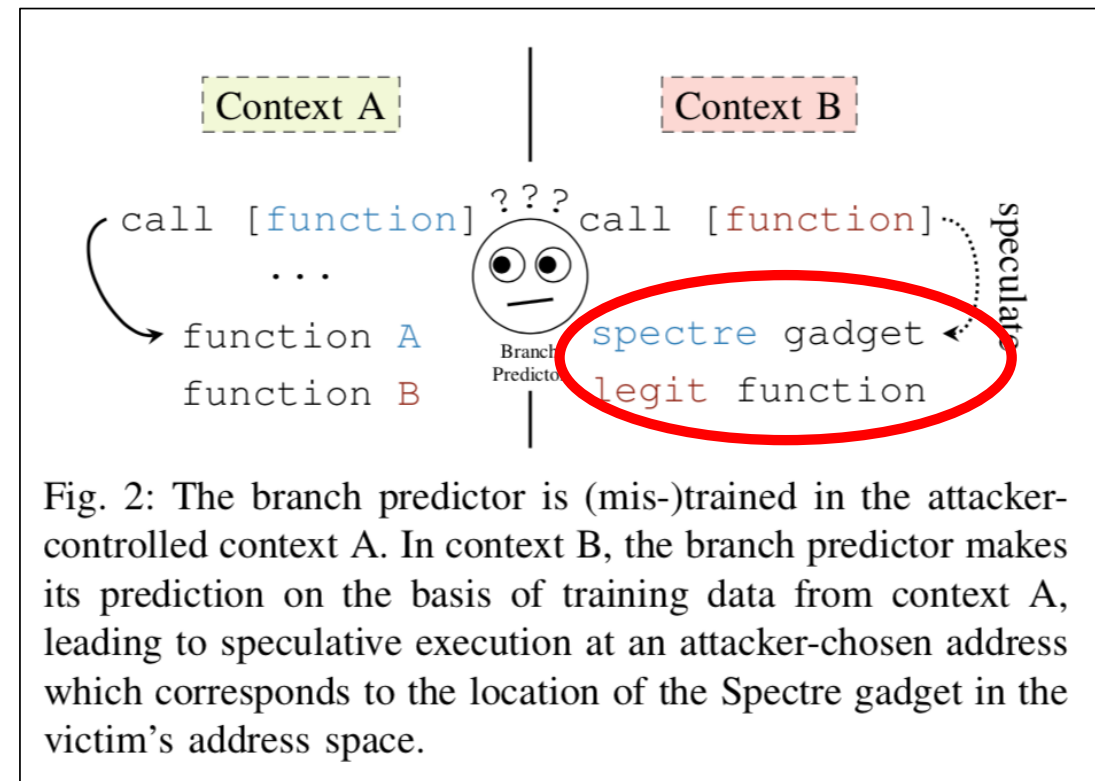 Context A
Context B
???
call [function]
call [function]
speculate
...
function A
spectre gadget
Branch
Predictor
function B
legit function
Fig. 2: The branch predictor is (mis-)trained in the attacker-
controlled context A. In context B, the branch predictor makes
its prediction on the basis of training data from context A,
leading to speculative execution at an attacker-chosen address
which corresponds to the location of the Spectre gadget in the
victim's address space.